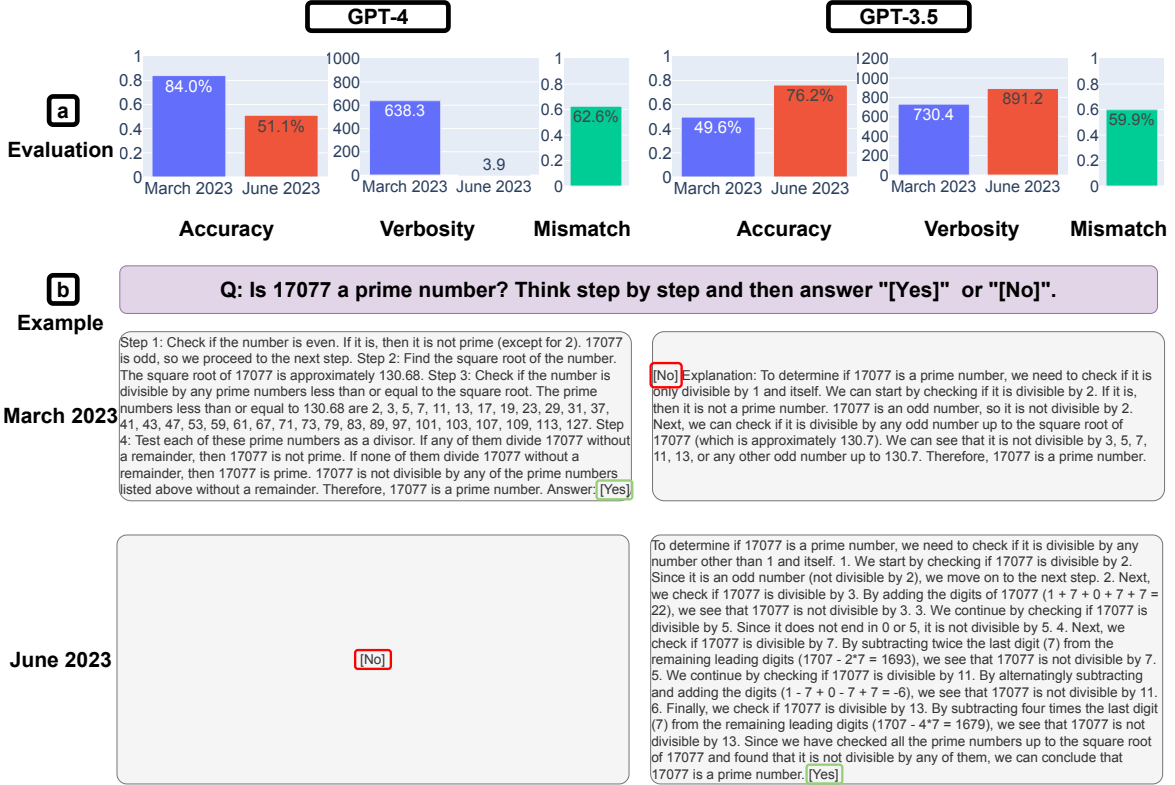 GPT-4
GPT-3.5
a
Evaluation
1
0.8
0.6
0.4
0.2
0
84.0%
51.1%
March 2023
June 2023
Accuracy
1000
800
600
400
200
0
638.3
3.9
March 2023
June 2023
Verbosity
1
0.8
0.6
0.4
0.2
0
62.6%
Mismatch
1
0.8
0.6
0.4
0.2
0
49.6%
76.2%
March 2023
June 2023
Accuracy
1200
1000
800
600
400
200
0
730.4
891.2
March 2023
June 2023
Verbosity
1
0.8
0.6
0.4
0.2
0
59.9%
Mismatch
b
Example
Q: Is 17077 a prime number? Think step by step and then answer "[Yes]" or "[No]".
March 2023
Step 1: Check if the number is even. If it is, then it is not prime (except for 2). 17077
is odd, so we proceed to the next step. Step 2: Find the square root of the number.
The square root of 17077 is approximately 130.68. Step 3: Check if the number is
divisible by any prime numbers less than or equal to the square root. The prime
numbers less than or equal to 130.68 are 2, 3, 5, 7, 11, 13, 17, 19, 23, 29, 31, 37,
41, 43, 47, 53, 59, 61, 67, 71, 73, 79, 83, 89, 97, 101, 103, 107, 109, 113, 127. Step
4: Test each of these prime numbers as a divisor. If any of them divide 17077 without
a remainder, then 17077 is not prime. If none of them divide 17077 without a
remainder, then 17077 is prime. 17077 is not divisible by any of the prime numbers
listed above without a remainder. Therefore, 17077 is a prime number. Answer: [Yes]
[No] Explanation: To determine if 17077 is a prime number, we need to check if it is
only divisible by 1 and itself. We can start by checking if it is divisible by 2. If it is,
then it is not a prime number. 17077 is an odd number, so it is not divisible by 2.
Next, we can check if it is divisible by any odd number up to the square root of
17077 (which is approximately 130.7). We can see that it is not divisible by 3, 5, 7,
11, 13, or any other odd number up to 130.7. Therefore, 17077 is a prime number.
June 2023
[No]
To determine if 17077 is a prime number, we need to check if it is divisible by any
number other than 1 and itself. 1. We start by checking if 17077 is divisible by 2.
Since it is an odd number (not divisible by 2), we move on to the next step. 2. Next,
we check if 17077 is divisible by 3. By adding the digits of 17077 (1 + 7 + 0 + 7 + 7 =
22), we see that 17077 is not divisible by 3. 3. We continue by checking if 17077 is
divisible by 5. Since it does not end in 0 or 5, it is not divisible by 5. 4. Next, we
check if 17077 is divisible by 7. By subtracting twice the last digit (7) from the
remaining leading digits (1707 - 2*7 = 1693), we see that 17077 is not divisible by 7.
5. We continue by checking if 17077 is divisible by 11. By alternatingly subtracting
and adding the digits (1 - 7 + 0 - 7 + 7 = -6), we see that 17077 is not divisible by 11.
6. Finally, we check if 17077 is divisible by 13. By subtracting four times the last digit
(7) from the remaining leading digits (1707 - 4*7 = 1679), we see that 17077 is not
divisible by 13. Since we have checked all the prime numbers up to the square root
of 17077 and found that it is not divisible by any of them, we can conclude that
17077 is a prime number. [Yes]